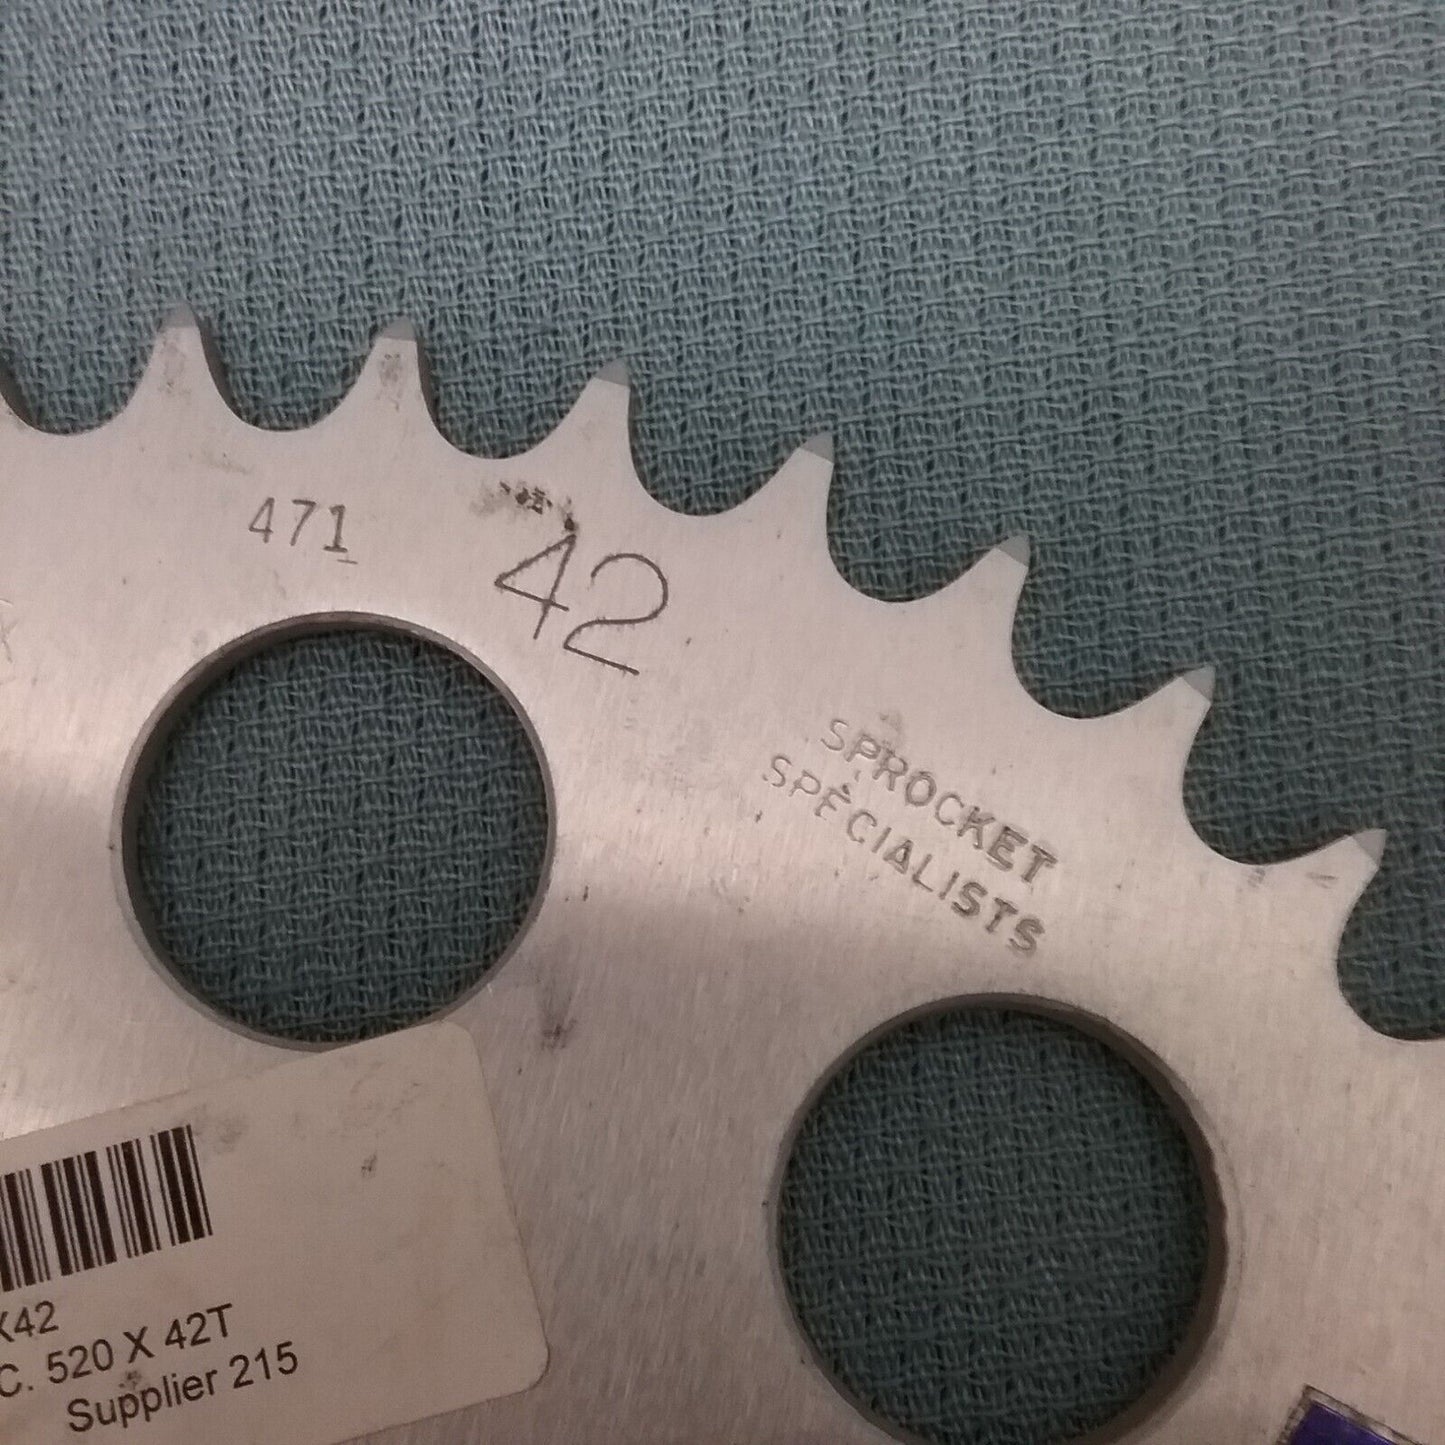 471
42
SPROCKET
SPECIALISTS
X42
C. 520 X 42T
Supplier 215